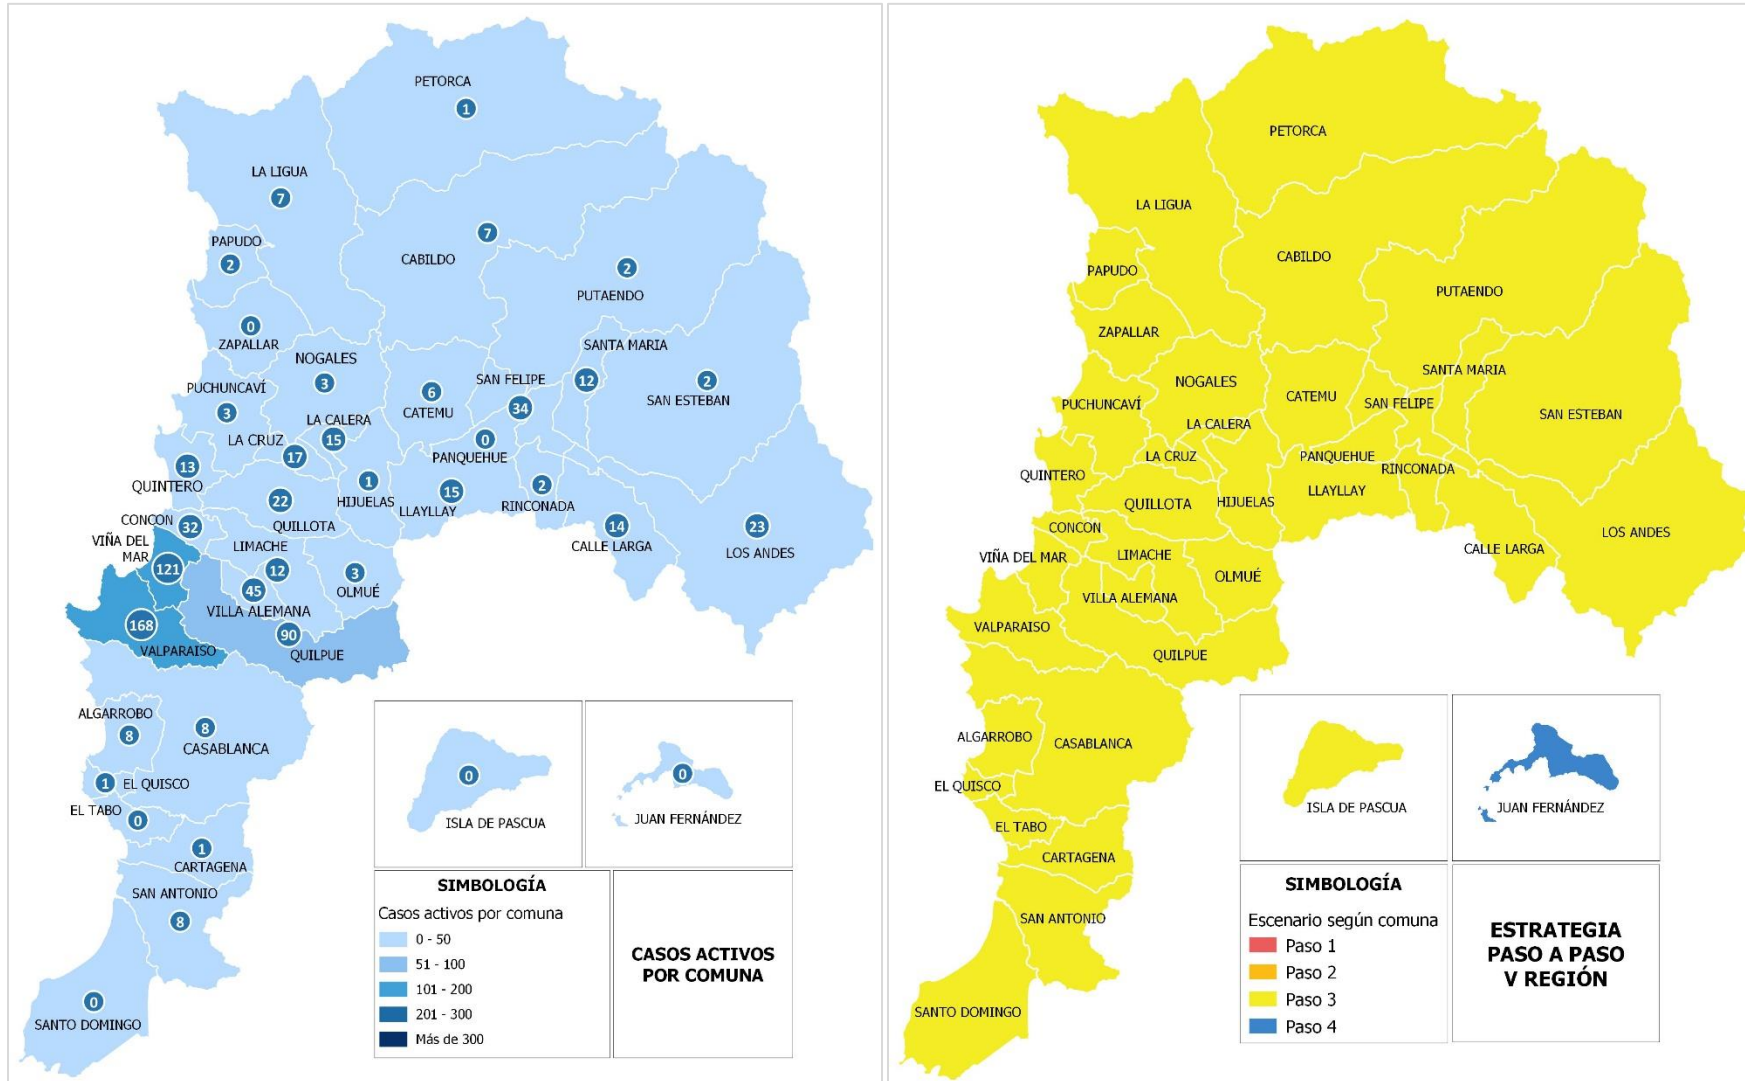 PETORCA
1
LA LIGUA
7
PAPUDO
2
7
CABILDO
2
PUTAENDO
0
ZAPALLAR
SANTA MARIA
12
NOGALES
3
SAN FELIPE
34
2
SAN ESTEBAN
PUCHUNCAVÍ
3
6
CATEMU
LA CALERA
15
LA CRUZ
17
0
PANQUEHUE
13
QUINTERO
1
HIJUELAS
15
LLAYLLAY
2
RINCONADA
22
QUILLOTA
CONCON
32
14
CALLE LARGA
23
LOS ANDES
VIÑA DEL
MAR
121
LIMACHE
12
3
OLMUÉ
45
VILLA ALEMANA
168
VALPARAISO
90
QUILPUE
ALGARROBO
8
8
CASABLANCA
1
EL QUISCO
EL TABO
0
1
CARTAGENA
SAN ANTONIO
8
0
SANTO DOMINGO
0
ISLA DE PASCUA
0
JUAN FERNÁNDEZ
SIMBOLOGÍA
Casos activos por comuna
0 - 50
51 - 100
101 - 200
201 - 300
Más de 300
CASOS ACTIVOS
POR COMUNA
PETORCA
LA LIGUA
CABILDO
PAPUDO
PUTAENDO
ZAPALLAR
SANTA MARIA
NOGALES
CATEMU
SAN FELIPE
SAN ESTEBAN
PUCHUNCAVÍ
LA CALERA
LA CRUZ
PANQUEHUE
RINCONADA
QUINTERO
LLAYLLAY
QUILLOTA
HIJUELAS
CONCON
LOS ANDES
VIÑA DEL MAR
LIMACHE
CALLE LARGA
OLMUÉ
VILLA ALEMANA
VALPARAISO
QUILPUE
ALGARROBO
CASABLANCA
EL QUISCO
EL TABO
CARTAGENA
SAN ANTONIO
SANTO DOMINGO
ISLA DE PASCUA
JUAN FERNÁNDEZ
SIMBOLOGÍA
Escenario según comuna
Paso 1
Paso 2
Paso 3
Paso 4
ESTRATEGIA
PASO A PASO
V REGIÓN